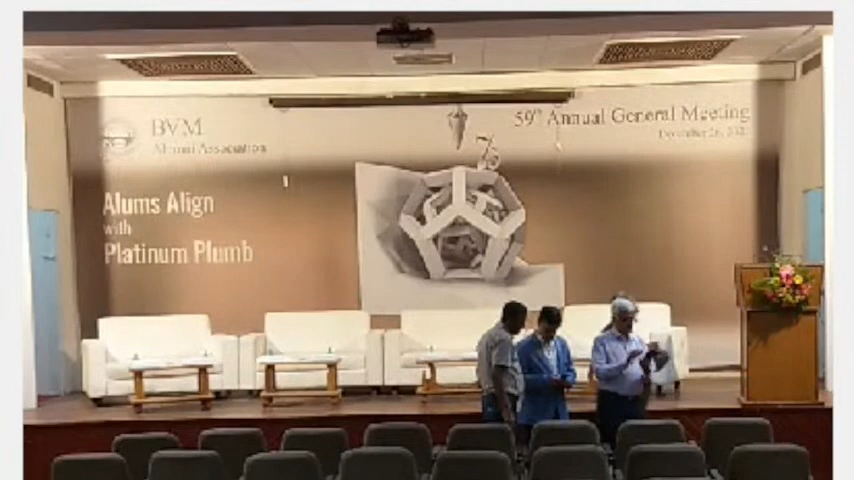 BVM
Alumni Association
59th Annual General Meeting
75
Alums Align
with
Platinum Plumb